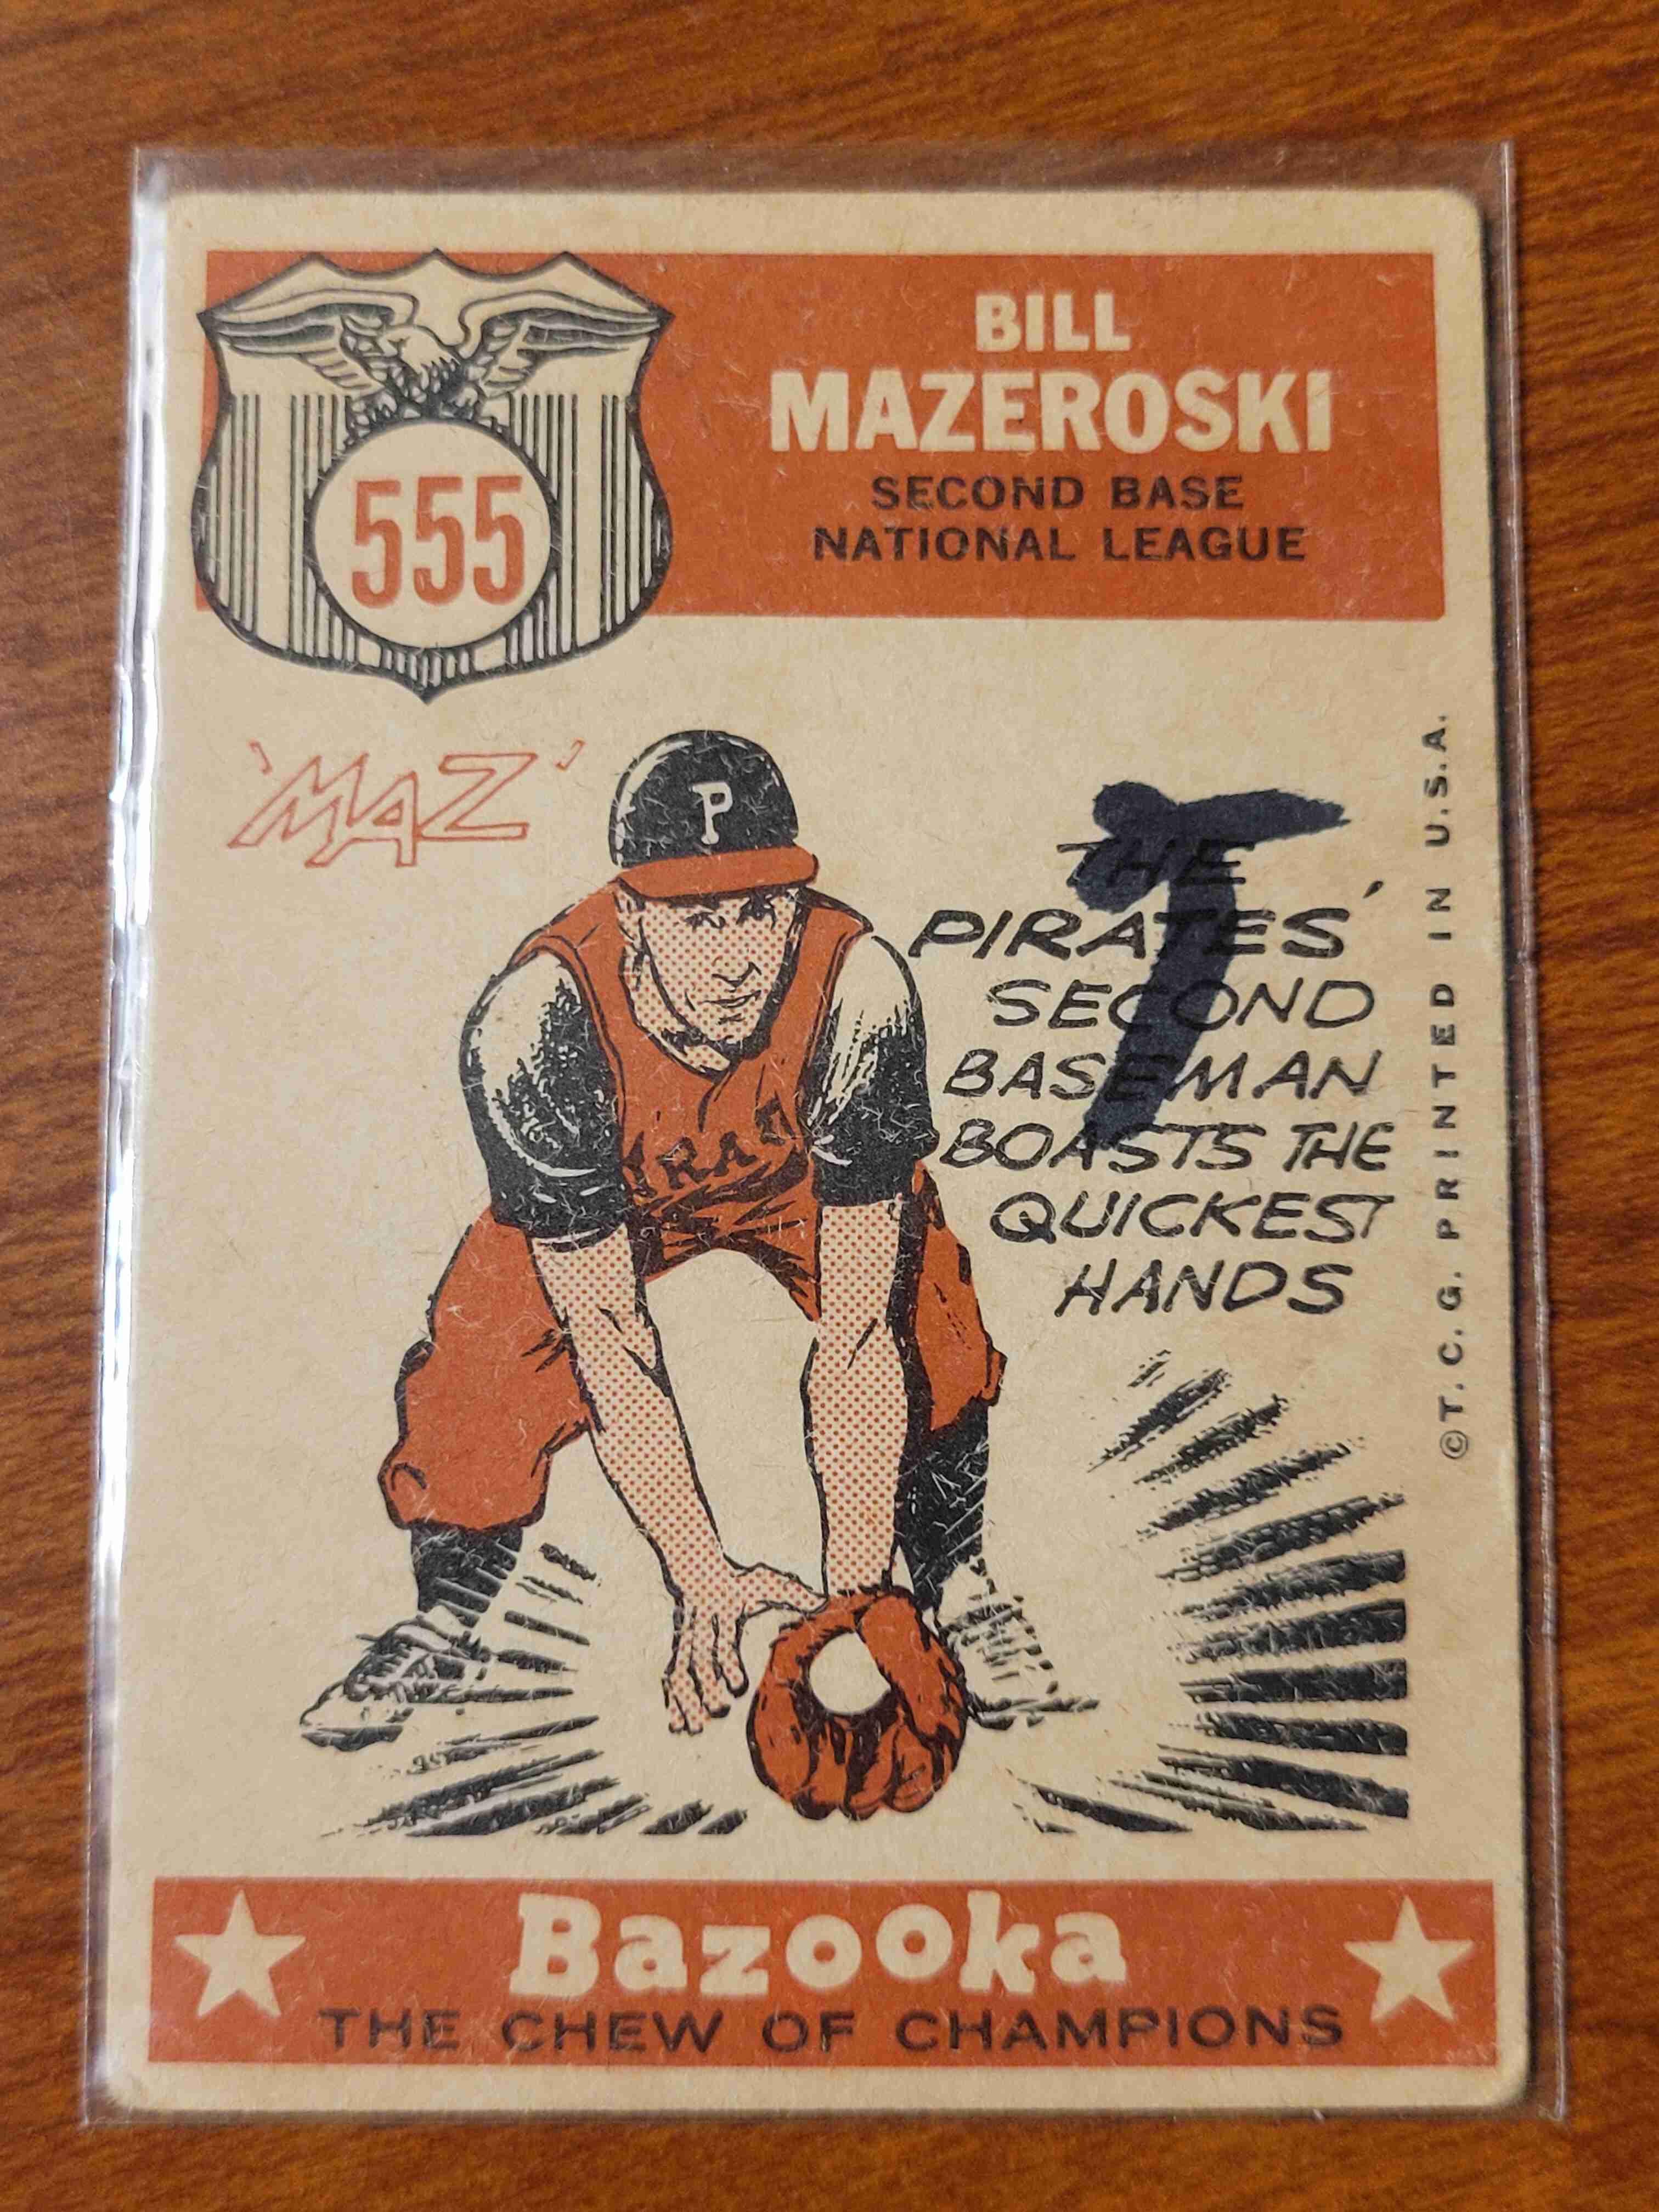 555
BILL
MAZEROSKI
SECOND BASE
NATIONAL LEAGUE
'MAZ'
P
IRAT
T
THE
PIRATES'
SECOND
BASEMAN
BOASTS THE
QUICKEST
HANDS
©T. C. G. PRINTED IN U.S.A.
Bazooka
THE CHEW OF CHAMPIONS